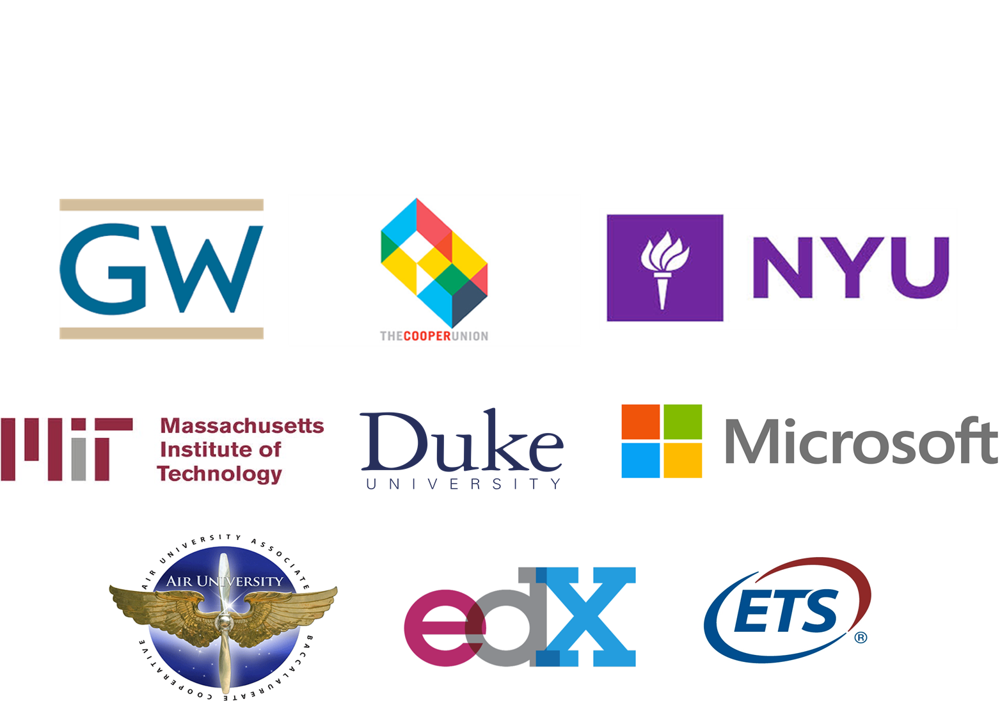 GW
THECOOPERUNION
NYU
MiT
Massachusetts
Institute of
Technology
Duke
UNIVERSITY
Microsoft
AIR UNIVERSITY ASSOCIATE BACCALAUREATE COOPERATIVE
AIR UNIVERSITY
edX
ETS
®